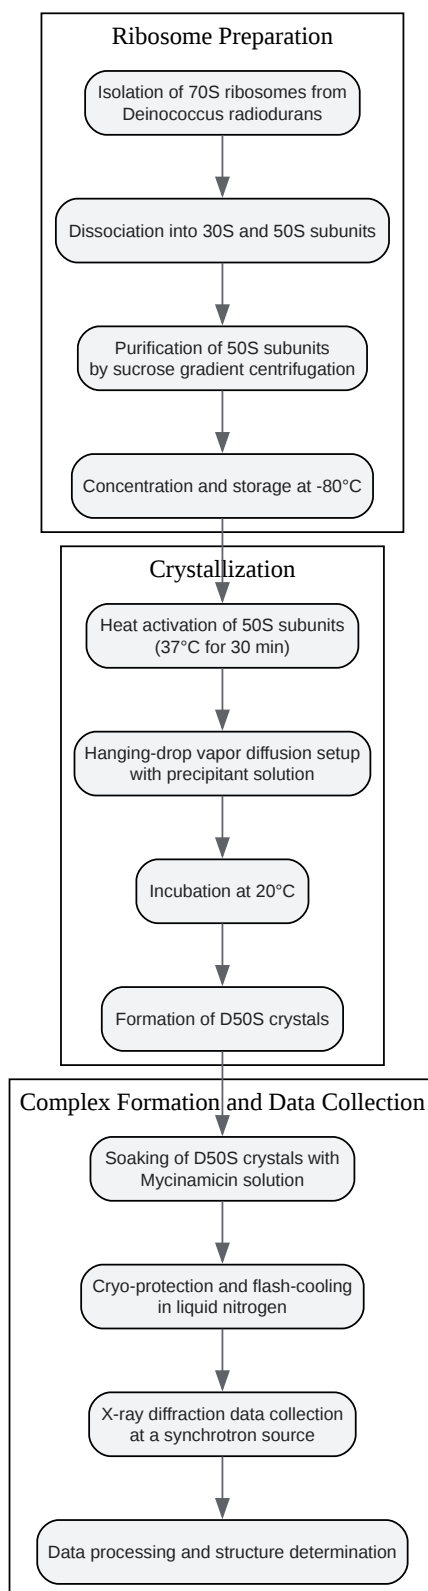 Ribosome Preparation
Isolation of 70S ribosomes from
Deinococcus radiodurans
Dissociation into 30S and 50S subunits
Purification of 50S subunits
by sucrose gradient centrifugation
Concentration and storage at -80°C
Crystallization
Heat activation of 50S subunits
(37°C for 30 min)
Hanging-drop vapor diffusion setup
with precipitant solution
Incubation at 20°C
Formation of D50S crystals
Complex Formation and Data Collection
Soaking of D50S crystals with
Mycinamicin solution
Cryo-protection and flash-cooling
in liquid nitrogen
X-ray diffraction data collection
at a synchrotron source
Data processing and structure determination